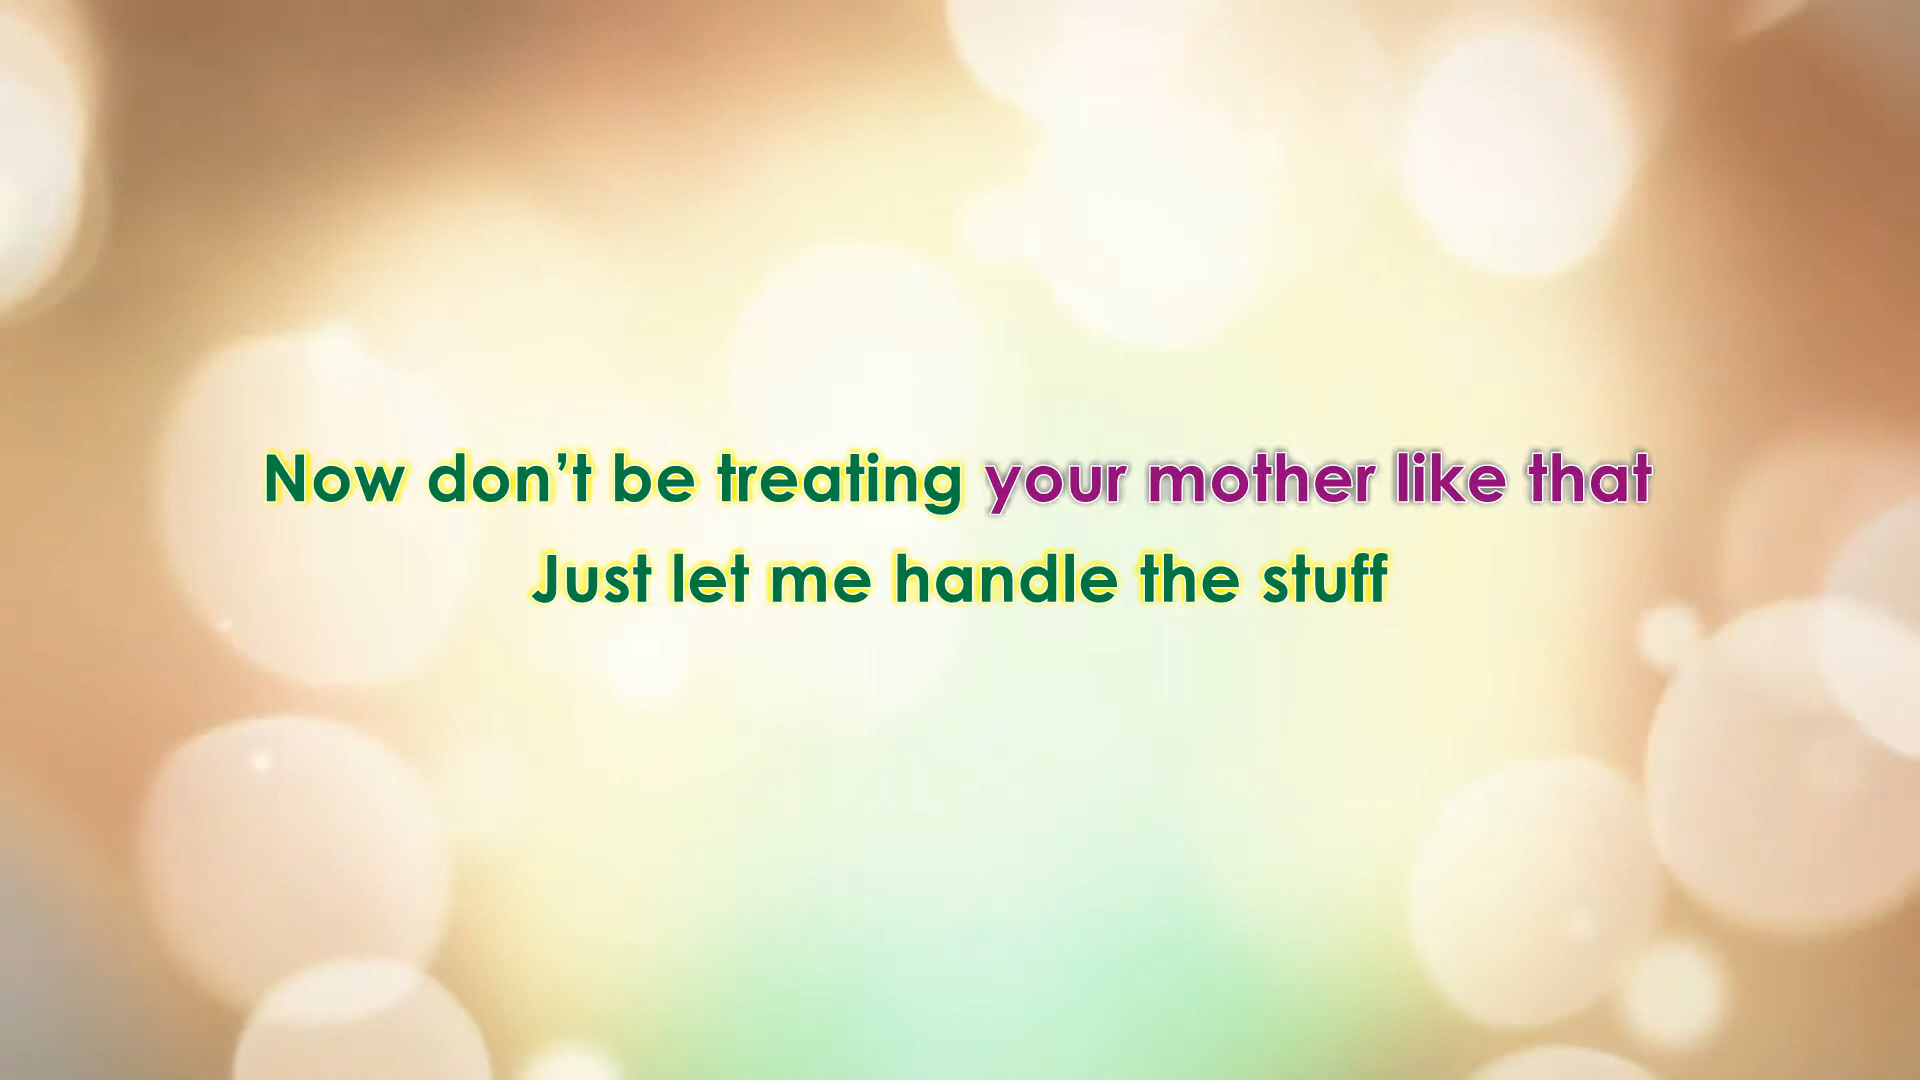 Now don’t be treating your mother like that
Just let me handle the stuff